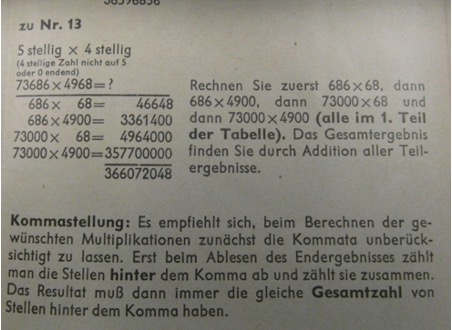 38596856
zu Nr. 13
5 stellig × 4 stellig
(4 stellige Zahl nicht auf 5
oder 0 endend)
73686×4968=?
686× 68= 46648
686×4900= 3361400
73000× 68= 4964000
73000×4900=357700000
366072048
Rechnen Sie zuerst 686×68, dann
686×4900, dann 73000×68 und
dann 73000×4900 (alle im 1. Teil
der Tabelle). Das Gesamtergebnis
finden Sie durch Addition aller Teil-
ergebnisse.
Kommastellung: Es empfiehlt sich, beim Berechnen der ge-
wünschten Multiplikationen zunächst die Kommata unberück-
sichtigt zu lassen. Erst beim Ablesen des Endergebnisses zählt
man die Stellen hinter dem Komma ab und zählt sie zusammen.
Das Resultat muß dann immer die gleiche Gesamtzahl von
Stellen hinter dem Komma haben.